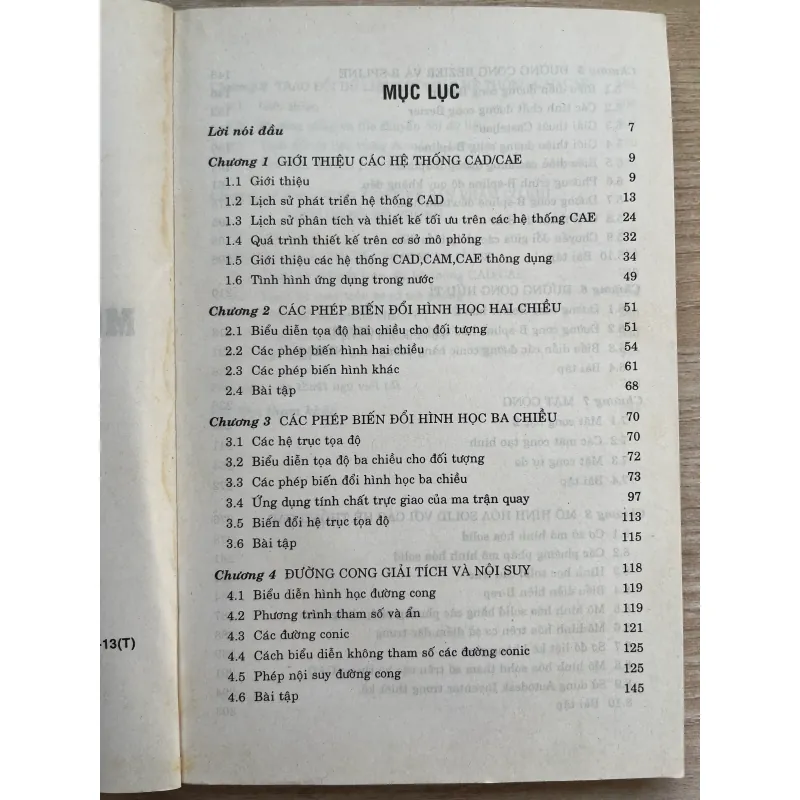 MỤC LỤC
Lời nói đầu 7
Chương 1 GIỚI THIỆU CÁC HỆ THỐNG CAD/CAE 9
1.1 Giới thiệu 9
1.2 Lịch sử phát triển hệ thống CAD 13
1.3 Lịch sử phân tích và thiết kế tối ưu trên các hệ thống CAE 24
1.4 Quá trình thiết kế trên cơ sở mô phỏng 32
1.5 Giới thiệu các hệ thống CAD,CAM,CAE thông dụng 34
1.6 Tình hình ứng dụng trong nước 49
Chương 2 CÁC PHÉP BIẾN ĐỔI HÌNH HỌC HAI CHIỀU 51
2.1 Biểu diễn tọa độ hai chiều cho đối tượng 51
2.2 Các phép biến hình hai chiều 54
2.3 Các phép biến hình khác 61
2.4 Bài tập 68
Chương 3 CÁC PHÉP BIẾN ĐỔI HÌNH HỌC BA CHIỀU 70
3.1 Các hệ trục tọa độ 70
3.2 Biểu diễn tọa độ ba chiều cho đối tượng 72
3.3 Các phép biến đổi hình học ba chiều 73
3.4 Ứng dụng tính chất trực giao của ma trận quay 97
3.5 Biến đổi hệ trục tọa độ 113
3.6 Bài tập 115
Chương 4 ĐƯỜNG CONG GIẢI TÍCH VÀ NỘI SUY 118
4.1 Biểu diễn hình học đường cong 119
4.2 Phương trình tham số và ẩn 119
4.3 Các đường conic 121
4.4 Cách biểu diễn không tham số các đường conic 125
4.5 Phép nội suy đường cong 125
4.6 Bài tập 145
-13(T)